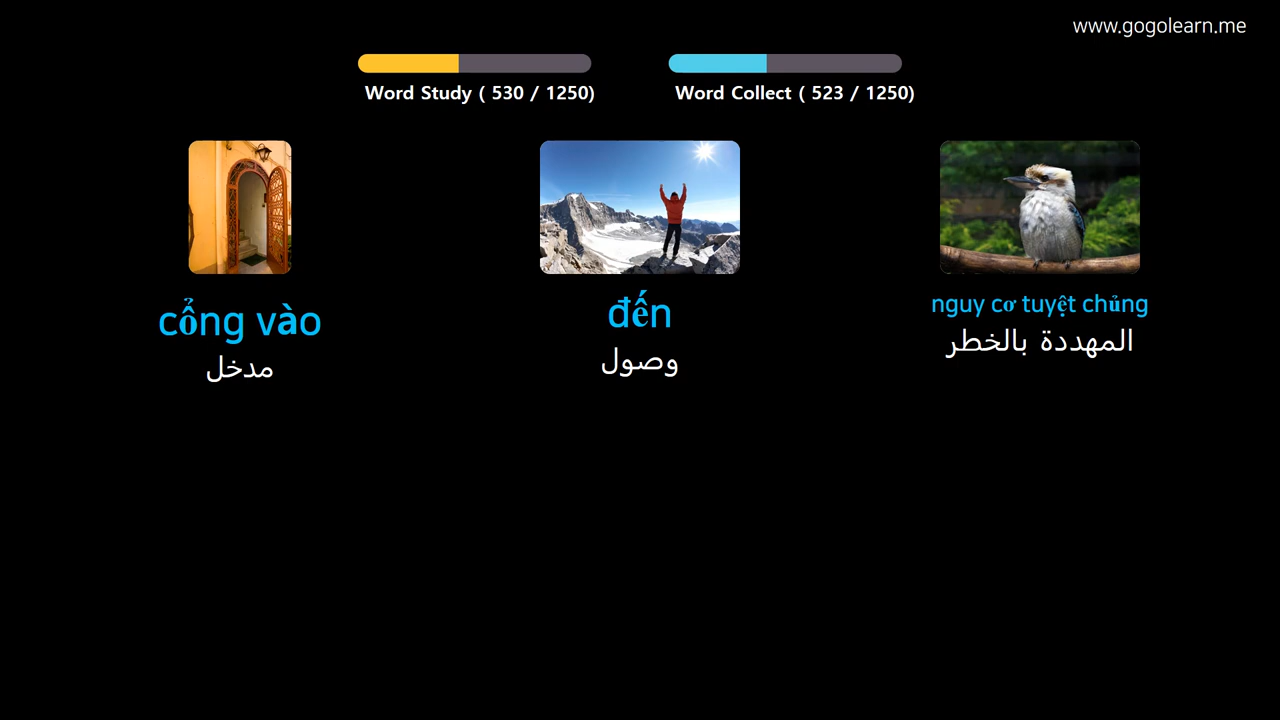 www.gogolearn.me
Word Study ( 530 / 1250)
Word Collect ( 523 / 1250)
cổng vào
مدخل
đến
وصول
nguy cơ tuyệt chủng
المهددة بالخطر